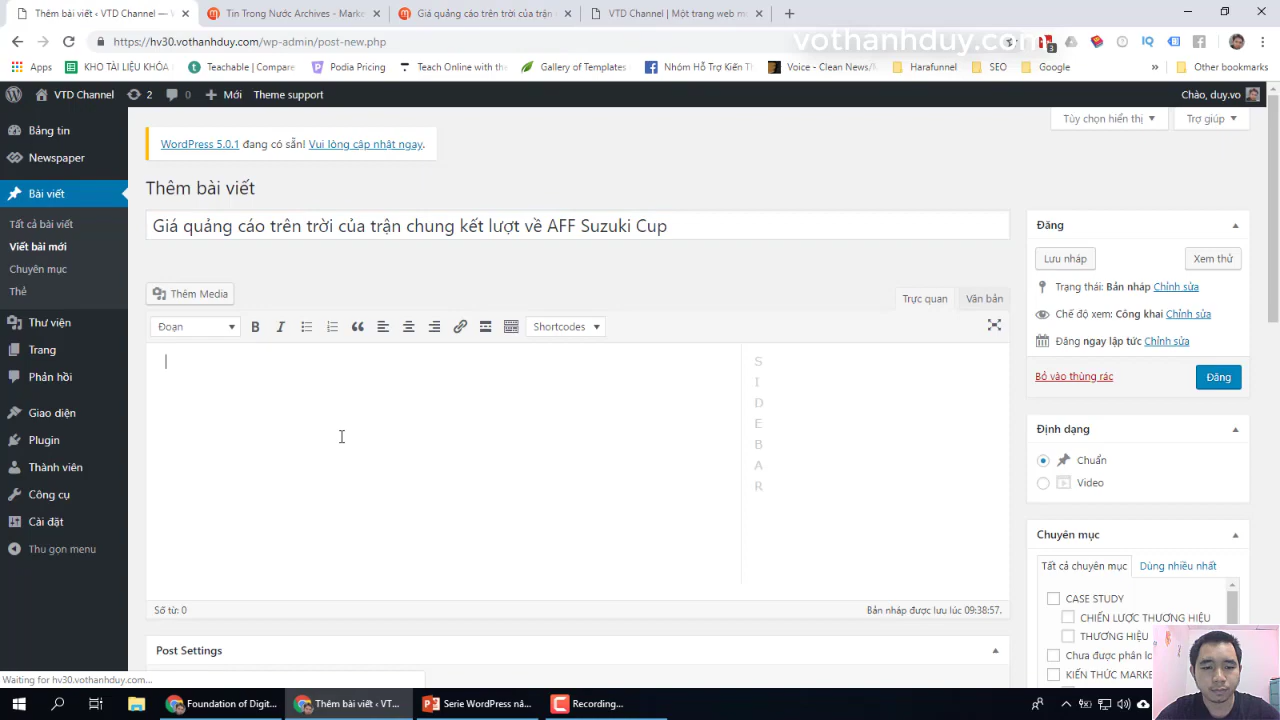 Thêm bài viết ‹ VTD Channel — W
Tin Trong Nước Archives - Marke
Giá quảng cáo trên trời của trận c
VTD Channel | Một trang web mớ
https://hv30.vothanhduy.com/wp-admin/post-new.php
vothanhduy.com
3
Apps
KHO TÀI LIỆU KHÓA
Teachable | Compare
Podia Pricing
Teach Online with the
Gallery of Templates
Nhóm Hỗ Trợ Kiến T
Voice - Clean News/M
Harafunnel
SEO
Google
»
Other bookmarks
VTD Channel
2
0
Mới
Theme support
Chào, duy.vo
Bảng tin
Newspaper
Bài viết
Tất cả bài viết
Viết bài mới
Chuyên mục
Thẻ
Thư viện
Trang
Phản hồi
Giao diện
Plugin
Thành viên
Công cụ
Cài đặt
Thu gọn menu
Tùy chọn hiển thị
Trợ giúp
WordPress 5.0.1 đang có sẵn! Vui lòng cập nhật ngay.
Thêm bài viết
Giá quảng cáo trên trời của trận chung kết lượt về AFF Suzuki Cup
Thêm Media
Trực quan
Văn bản
Đoạn
B
I
Shortcodes
S
I
D
E
B
A
R
Số từ: 0
Bản nháp được lưu lúc 09:38:57.
Post Settings
Đăng
Lưu nháp
Xem thử
Trạng thái: Bản nháp Chỉnh sửa
Chế độ xem: Công khai Chỉnh sửa
Đăng ngay lập tức Chỉnh sửa
Bỏ vào thùng rác
Đăng
Định dạng
Chuẩn
Video
Chuyên mục
Tất cả chuyên mục
Dùng nhiều nhất
CASE STUDY
CHIẾN LƯỢC THƯƠNG HIỆU
THƯƠNG HIỆU
Chưa được phân lo
KIẾN THỨC MARKE
Waiting for hv30.vothanhduy.com...
Foundation of Digit...
Thêm bài viết ‹ VT...
Serie WordPress nâ...
Recording...